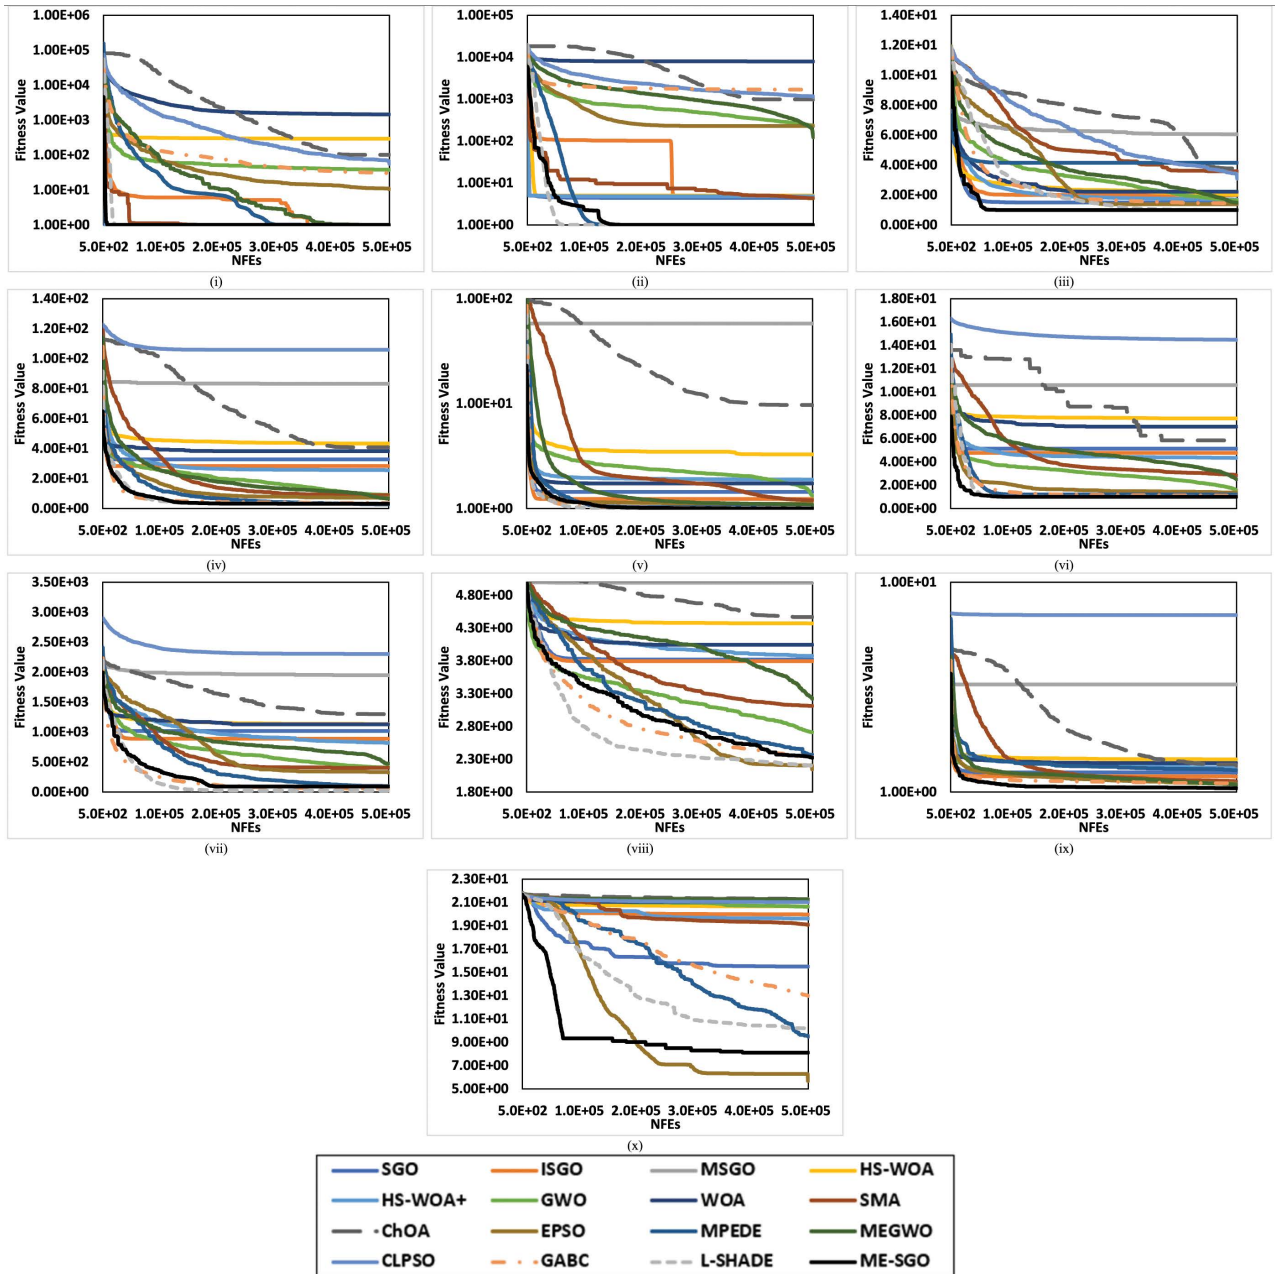 1.00E+06
1.00E+05
1.00E+04
1.00E+03
1.00E+02
1.00E+01
1.00E+00
Fitness Value
5.0E+02 1.0E+05 2.0E+05 3.0E+05 4.0E+05 5.0E+05
NFEs
(i)
1.00E+05
1.00E+04
1.00E+03
1.00E+02
1.00E+01
1.00E+00
Fitness Value
5.0E+02 1.0E+05 2.0E+05 3.0E+05 4.0E+05 5.0E+05
NFEs
(ii)
1.40E+01
1.20E+01
1.00E+01
8.00E+00
6.00E+00
4.00E+00
2.00E+00
0.00E+00
Fitness Value
5.0E+02 1.0E+05 2.0E+05 3.0E+05 4.0E+05 5.0E+05
NFEs
(iii)
1.40E+02
1.20E+02
1.00E+02
8.00E+01
6.00E+01
4.00E+01
2.00E+01
0.00E+00
Fitness Value
5.0E+02 1.0E+05 2.0E+05 3.0E+05 4.0E+05 5.0E+05
NFEs
(iv)
1.00E+02
1.00E+01
1.00E+00
Fitness Value
5.0E+02 1.0E+05 2.0E+05 3.0E+05 4.0E+05 5.0E+05
NFEs
(v)
1.80E+01
1.60E+01
1.40E+01
1.20E+01
1.00E+01
8.00E+00
6.00E+00
4.00E+00
2.00E+00
0.00E+00
Fitness Value
5.0E+02 1.0E+05 2.0E+05 3.0E+05 4.0E+05 5.0E+05
NFEs
(vi)
3.50E+03
3.00E+03
2.50E+03
2.00E+03
1.50E+03
1.00E+03
5.00E+02
0.00E+00
Fitness Value
5.0E+02 1.0E+05 2.0E+05 3.0E+05 4.0E+05 5.0E+05
NFEs
(vii)
4.80E+00
4.30E+00
3.80E+00
3.30E+00
2.80E+00
2.30E+00
1.80E+00
Fitness Value
5.0E+02 1.0E+05 2.0E+05 3.0E+05 4.0E+05 5.0E+05
NFEs
(viii)
1.00E+01
1.00E+00
Fitness Value
5.0E+02 1.0E+05 2.0E+05 3.0E+05 4.0E+05 5.0E+05
NFEs
(ix)
2.30E+01
2.10E+01
1.90E+01
1.70E+01
1.50E+01
1.30E+01
1.10E+01
9.00E+00
7.00E+00
5.00E+00
Fitness Value
5.0E+02 1.0E+05 2.0E+05 3.0E+05 4.0E+05 5.0E+05
NFEs
(x)
SGO ISGO MSGO HS-WOA
HS-WOA+ GWO WOA SMA
ChOA EPSO MPEDE MEGWO
CLPSO GABC L-SHADE ME-SGO